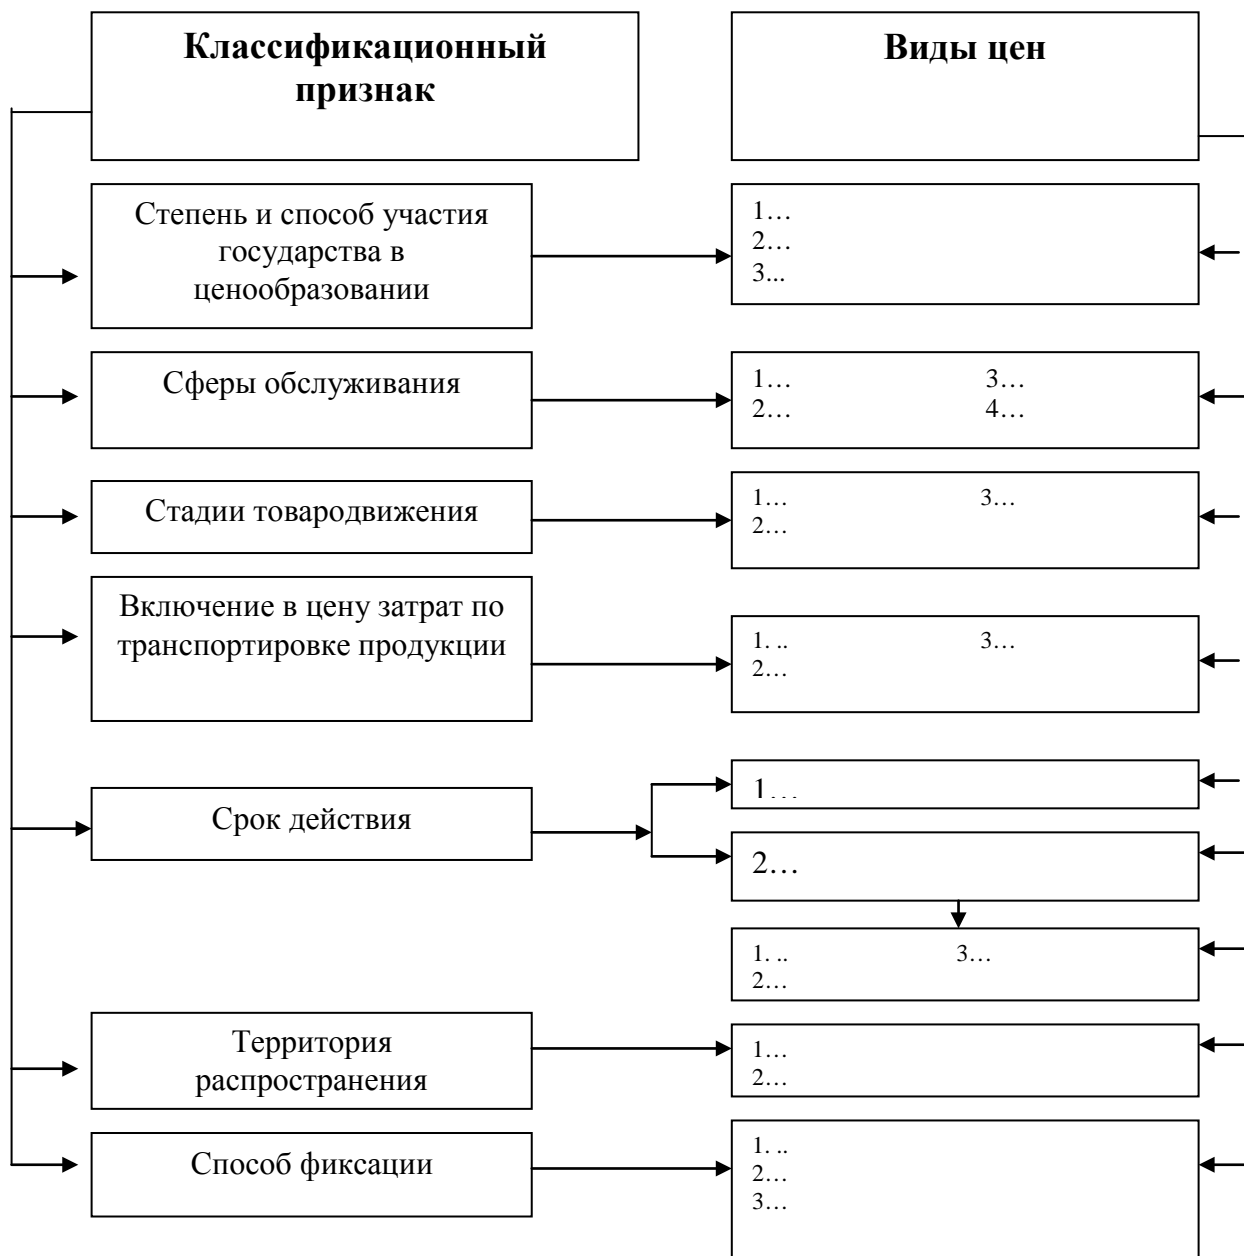 Классификационный
признак
Виды цен
Степень и способ участия
государства в
ценообразовании
1…
2…
3...
Сферы обслуживания
1… 3…
2… 4…
Стадии товародвижения
1… 3…
2…
Включение в цену затрат по
транспортировке продукции
1. .. 3…
2…
Срок действия
1…
2…
1. .. 3…
2…
Территория
распространения
1…
2…
Способ фиксации
1. ..
2…
3…